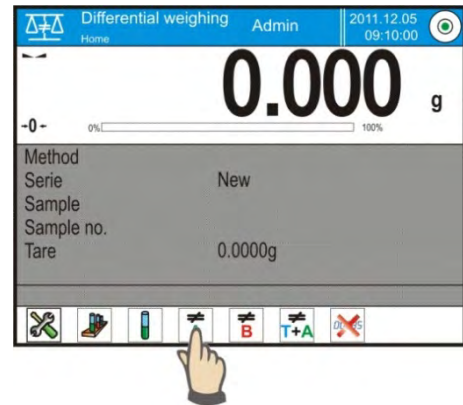 Differential weighing Admin 2011.12.05
Home 09:10:00
0.000 g
-0- 0% 100%
Method
Serie New
Sample
Sample no.
Tare 0.0000g
≠ ≠ B ≠ T+A